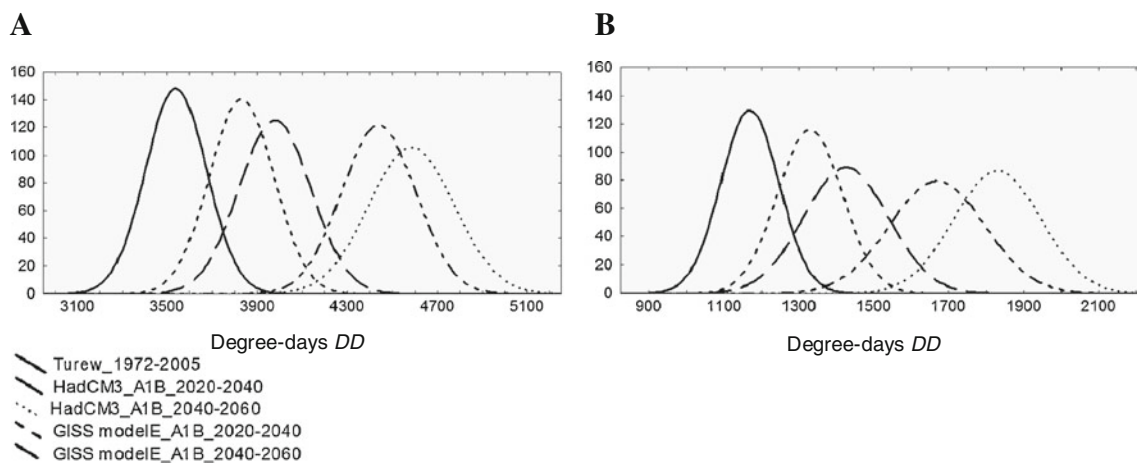 A
B
160
140
120
100
80
60
40
20
0
3100 3500 3900 4300 4700 5100
Degree-days DD
160
140
120
100
80
60
40
20
0
900 1100 1300 1500 1700 1900 2100
Degree-days DD
Turew_1972-2005
HadCM3_A1B_2020-2040
HadCM3_A1B_2040-2060
GISS modelE_A1B_2020-2040
GISS modelE_A1B_2040-2060